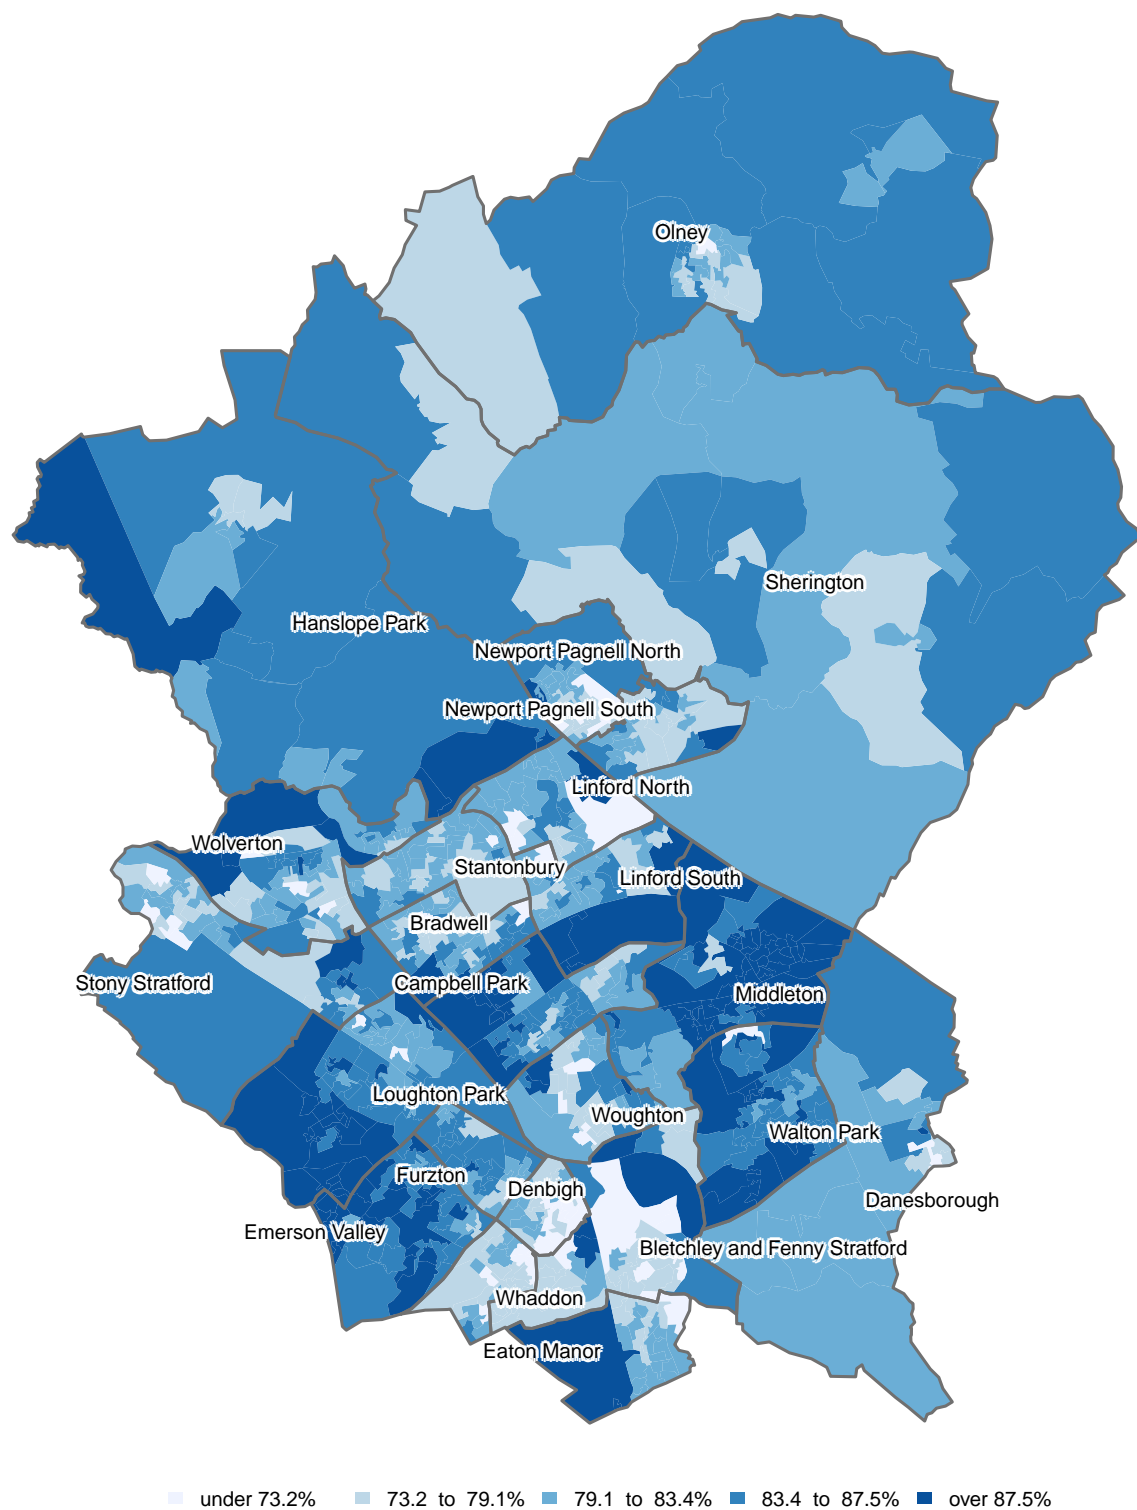 Olney
Sherington
Hanslope Park
Newport Pagnell North
Newport Pagnell South
Linford North
Wolverton
Stantonbury
Linford South
Bradwell
Stony Stratford
Campbell Park
Middleton
Loughton Park
Woughton
Walton Park
Furzton
Denbigh
Danesborough
Emerson Valley
Bletchley and Fenny Stratford
Whaddon
Eaton Manor
under 73.2% 73.2 to 79.1% 79.1 to 83.4% 83.4 to 87.5% over 87.5%